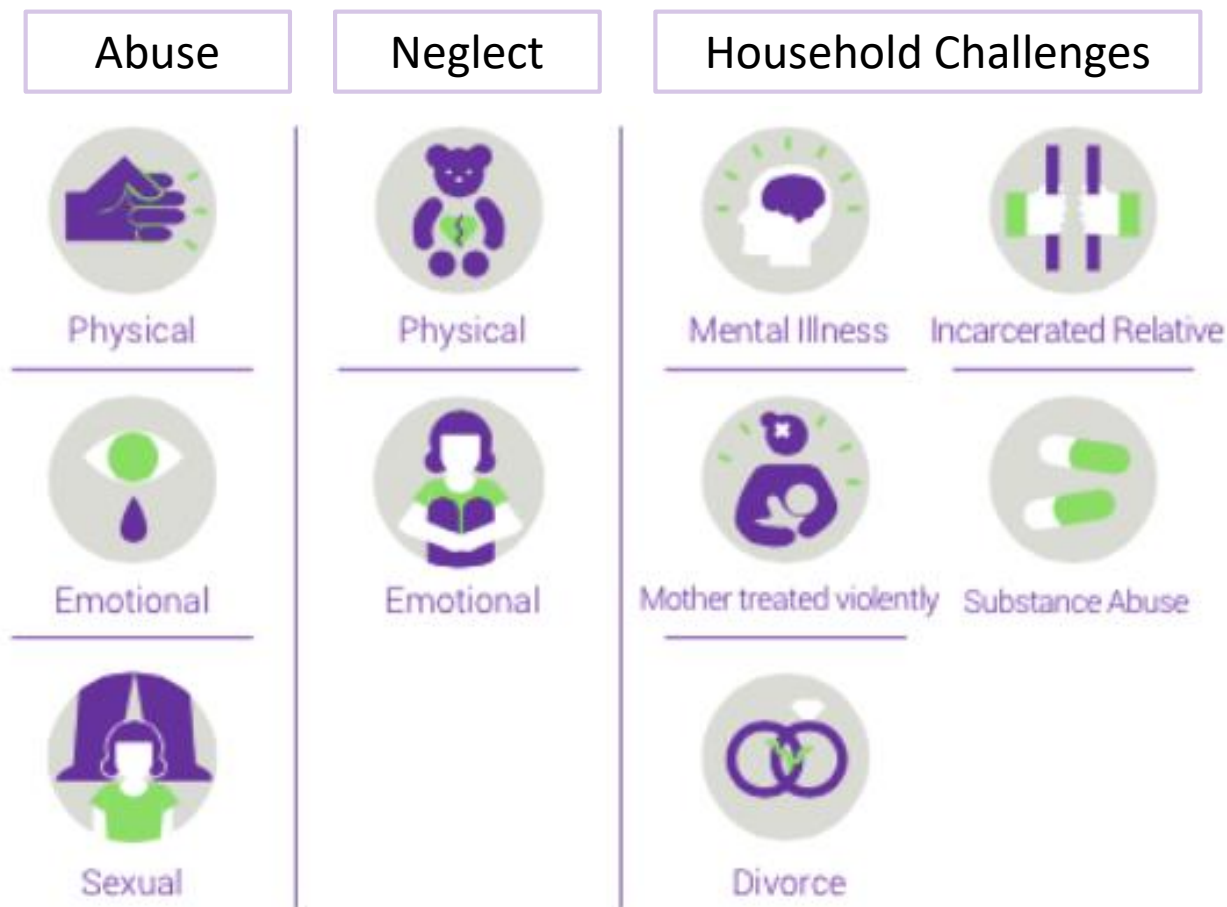 Abuse
Neglect
Household Challenges
Physical
Physical
Mental Illness
Incarcerated Relative
Emotional
Emotional
Mother treated violently
Substance Abuse
Sexual
Divorce